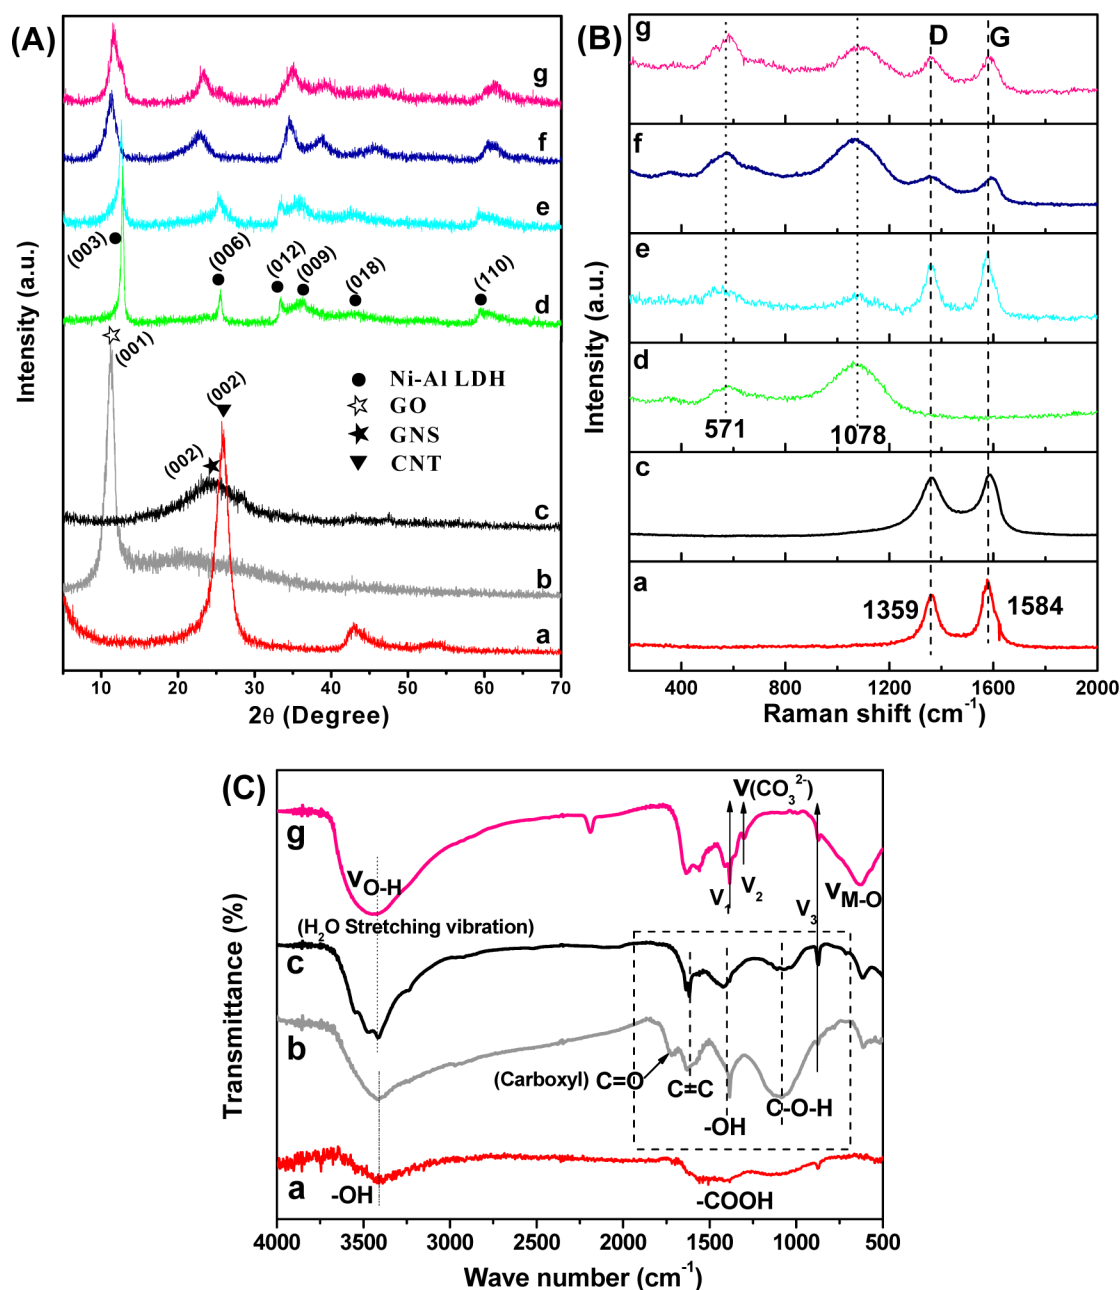 (A)
g
f
e
d
c
b
a
(003)
(006)
(012)
(009)
(018)
(110)
(001)
(002)
(002)
● Ni-Al LDH
☆ GO
★ GNS
▼ CNT
Intensity (a.u.)
10 20 30 40 50 60 70
2θ (Degree)
(B)
g
D
G
f
e
d
571
1078
c
a
1359
1584
Intensity (a.u.)
400 800 1200 1600 2000
Raman shift (cm⁻¹)
(C)
g
ν(CO₃²⁻)
ν O-H
V₁
V₂
V₃
ν M-O
(H₂O Stretching vibration)
c
b
(Carboxyl) C=O
C±C
-OH
C-O-H
a
-OH
-COOH
Transmittance (%)
4000 3500 3000 2500 2000 1500 1000 500
Wave number (cm⁻¹)